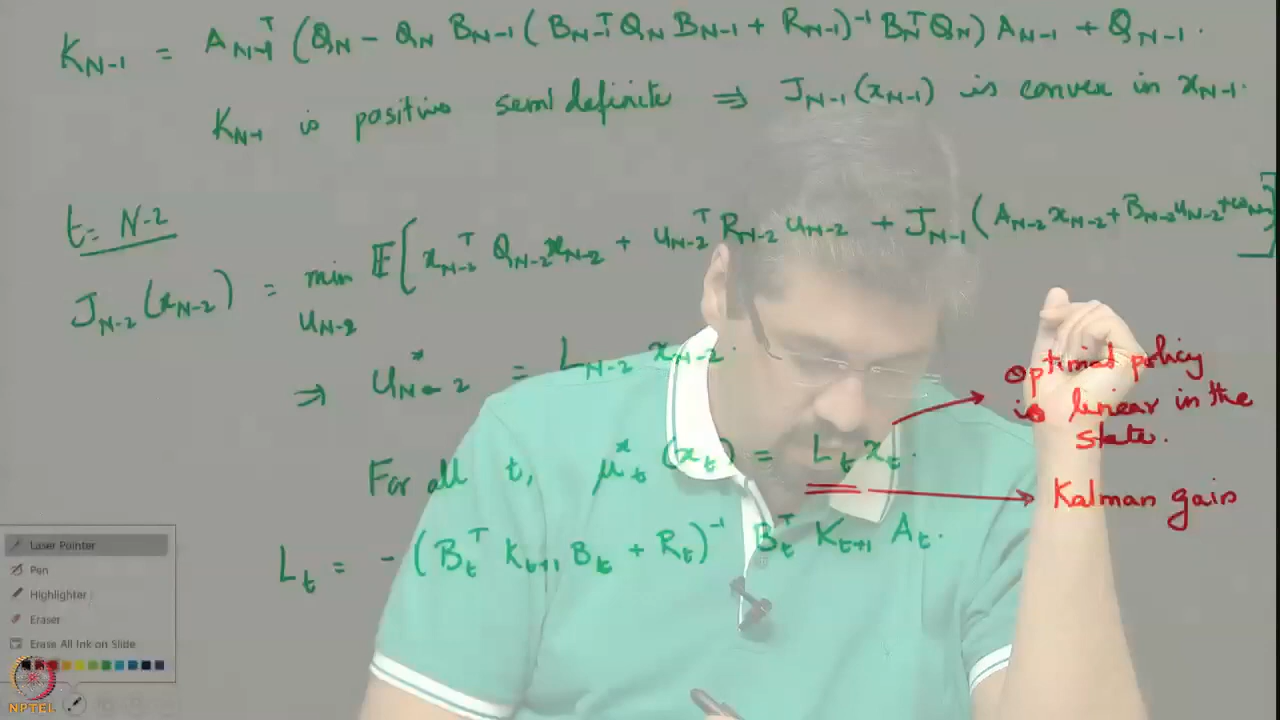 K_{N-1} = A_{N-1}^T (Q_N - Q_N B_{N-1} (B_{N-1}^T Q_N B_{N-1} + R_{N-1})^{-1} B_N^T Q_N) A_{N-1} + Q_{N-1}.
K_{N-1} is positive semidefinite ⇒ J_{N-1}(x_{N-1}) is convex in x_{N-1}.
t = N-2
J_{N-2}(x_{N-2}) = min_{u_{N-2}} E[x_{N-2}^T Q_{N-2} x_{N-2} + u_{N-2}^T R_{N-2} u_{N-2} + J_{N-1}(A_{N-2} x_{N-2} + B_{N-2} u_{N-2} + ω_{N-2})]
⇒ u_{N-2}^* = L_{N-2} x_{N-2}.
Optimal policy
is linear in the
state.
For all t, μ_t^*(x_t) = L_t x_t.
Kalman gain
L_t = - (B_t^T K_{t+1} B_t + R_t)^{-1} B_t^T K_{t+1} A_t.
Laser Pointer
Pen
Highlighter
Eraser
Erase All Ink on Slide
NPTEL